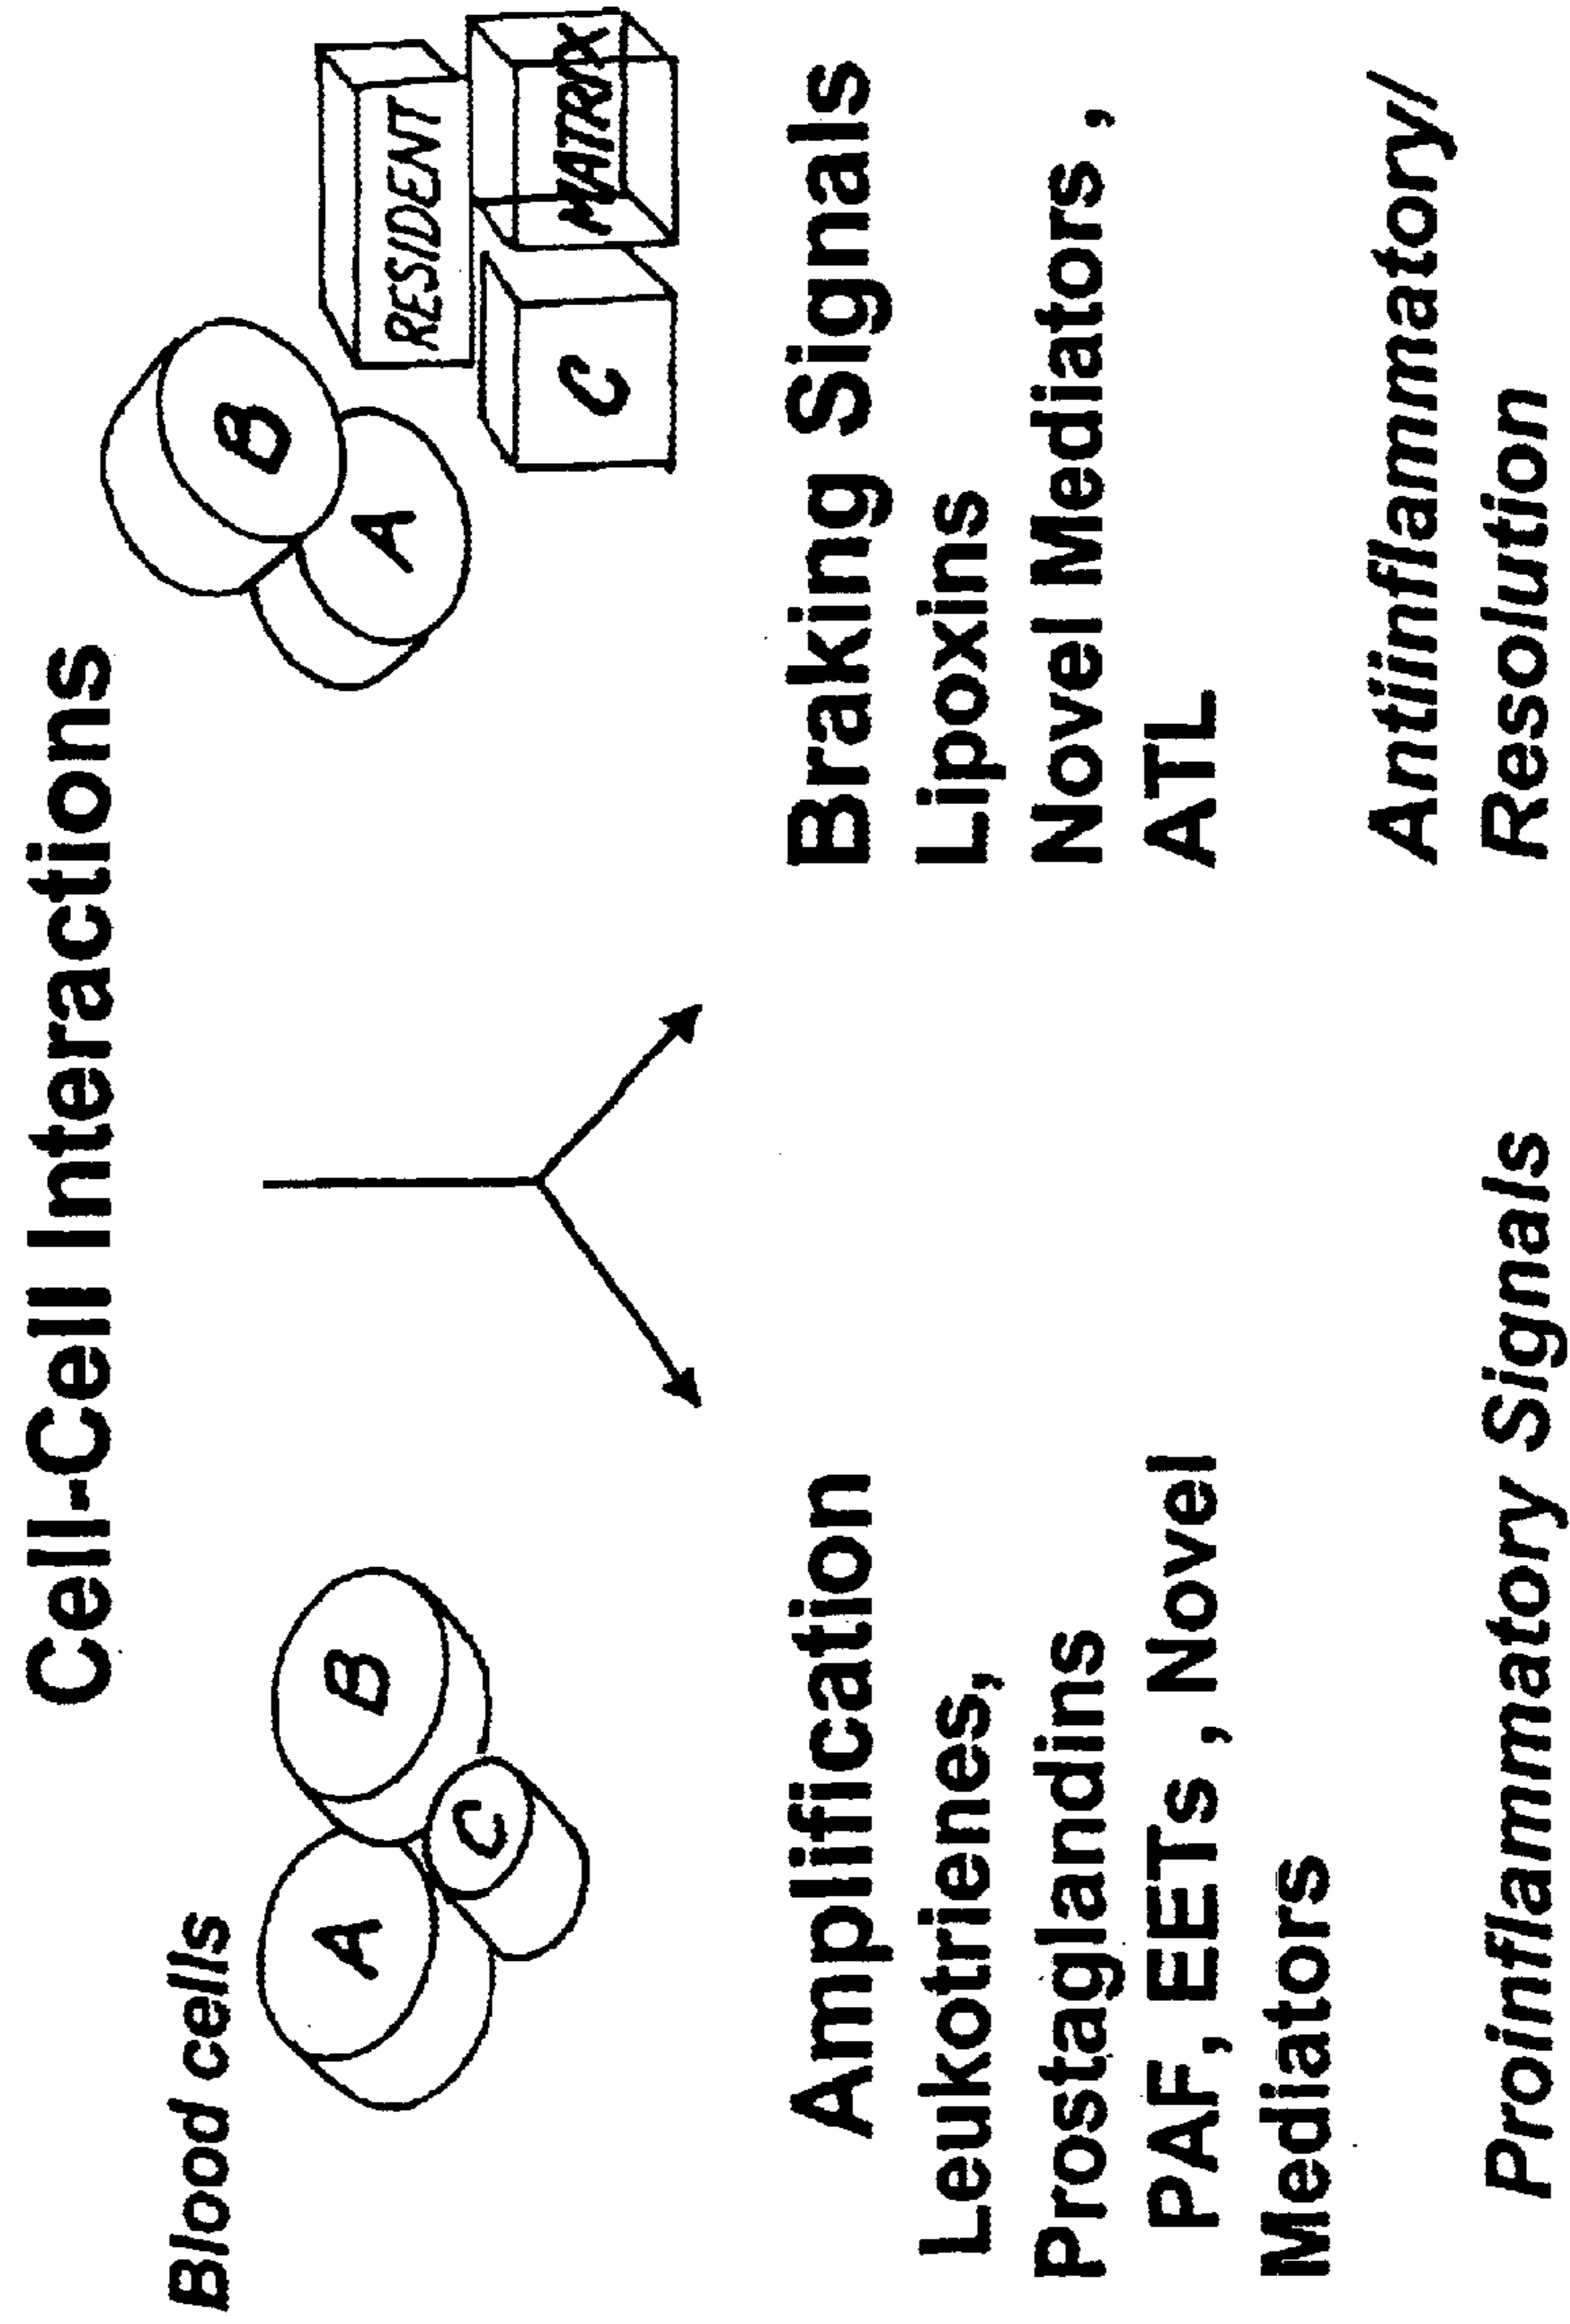 Cell-Cell Interactions
Blood cells
A
B
C
B
A
RESIDENT
C
MATRIX
Amplification
Leukotrienes,
Prostaglandins
PAF, EETs , Novel
Mediators
Proinflammatory Signals
Braking Signals
Lipoxins
Novel Mediators ,
ATL
Antiinflammatory/
Resolution